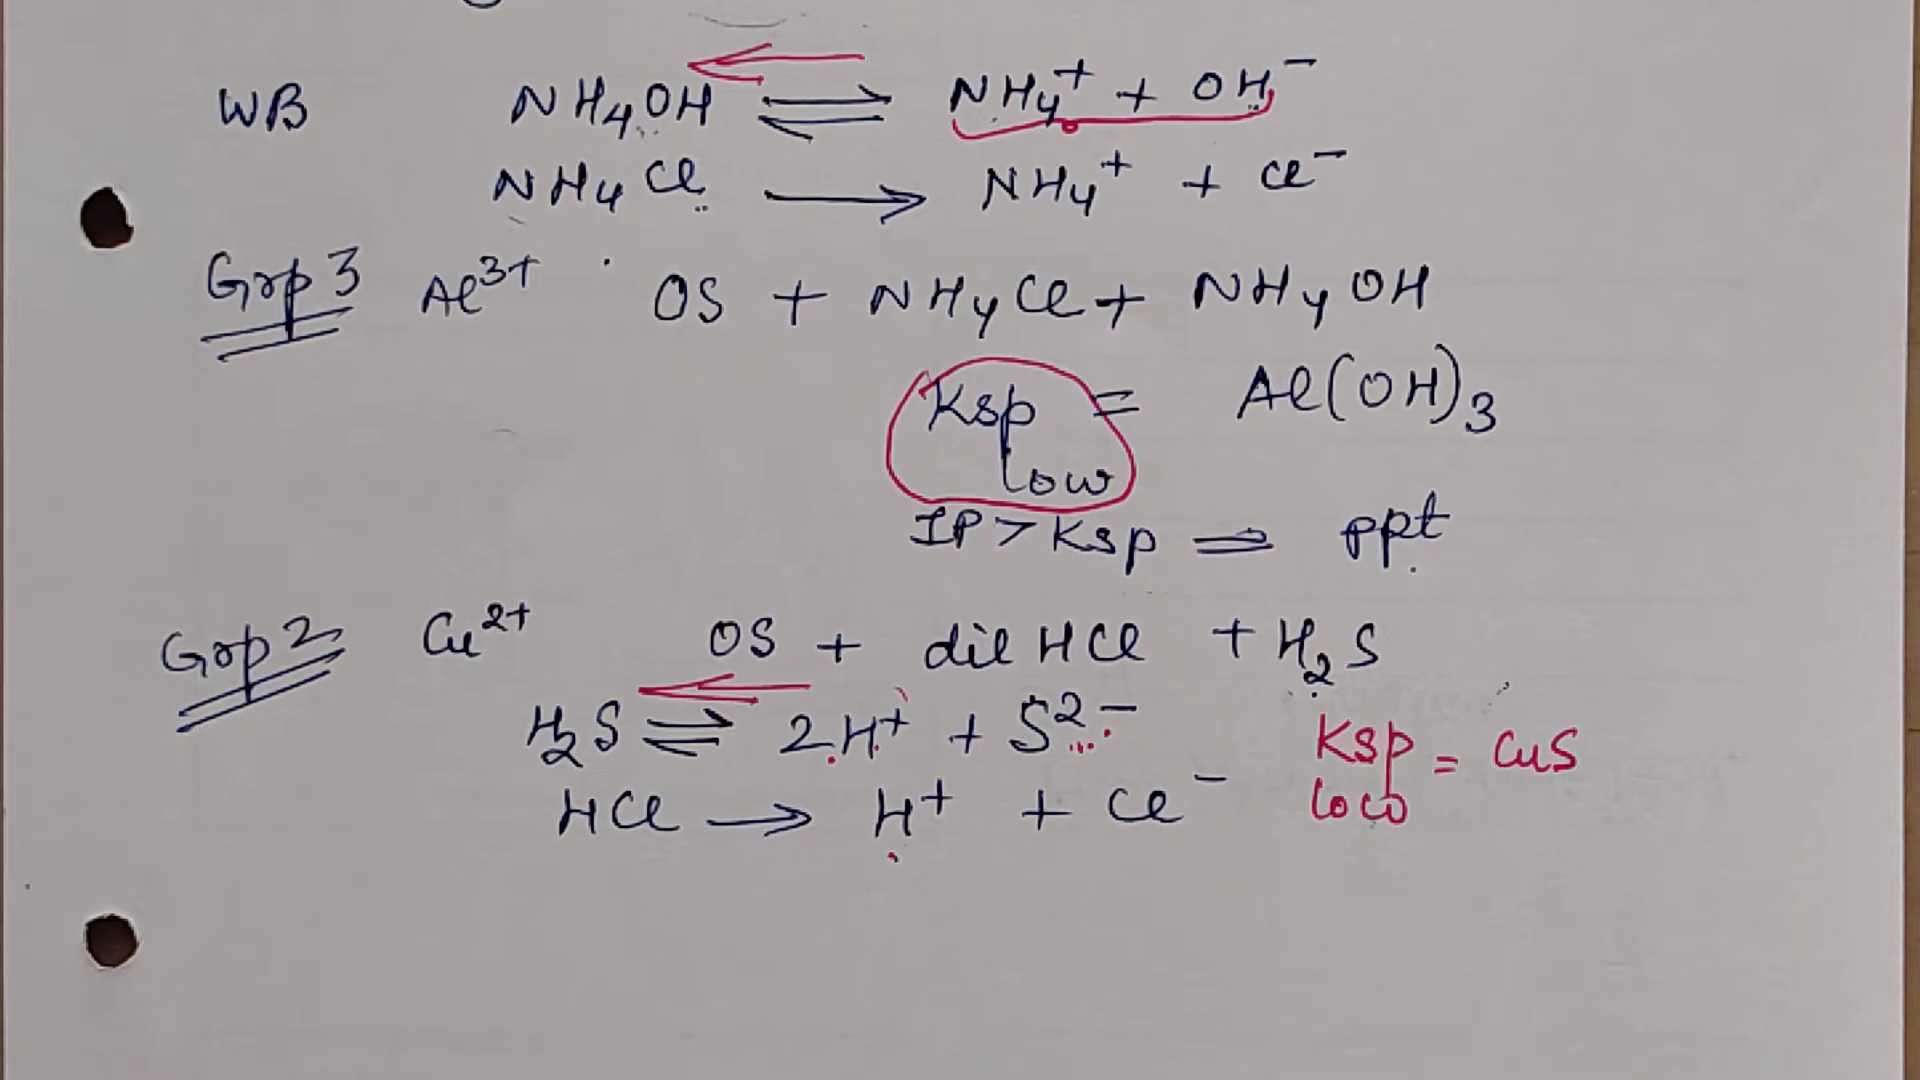 WB NH4OH ⇌ NH4+ + OH-
NH4Cl → NH4+ + Cl-
Grp 3 Al3+ OS + NH4Cl + NH4OH
Ksp = Al(OH)3
low
IP > Ksp ⇒ ppt
Grp 2 Cu2+ OS + dil HCl + H2S
H2S ⇌ 2H+ + S2-
Ksp = CuS
low
HCl → H+ + Cl-